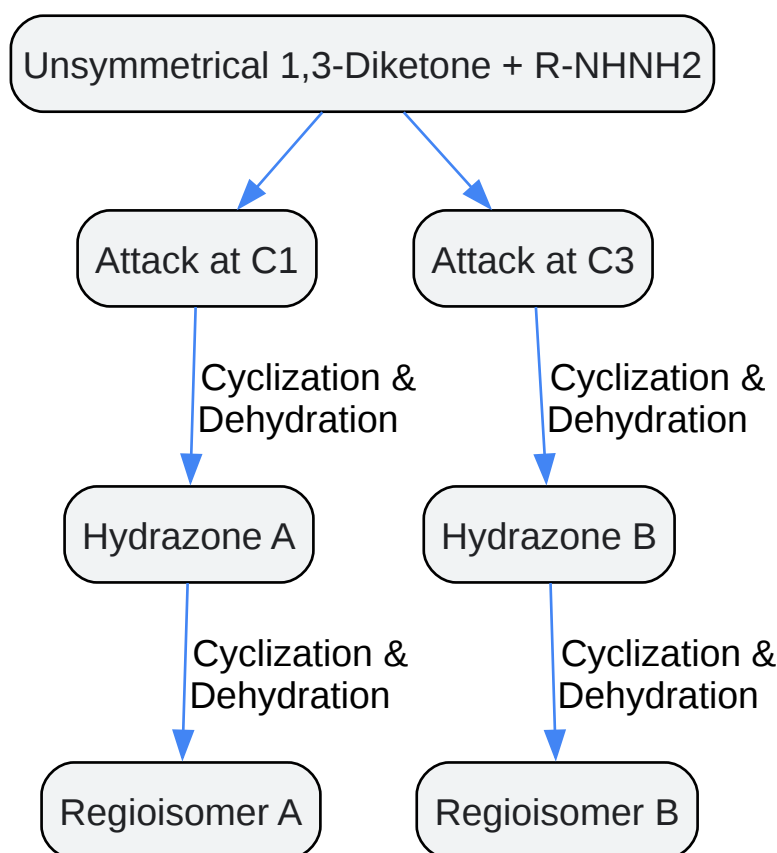 Unsymmetrical 1,3-Diketone + R-NHNH2
Attack at C1
Attack at C3
Cyclization &
Dehydration
Cyclization &
Dehydration
Hydrazone A
Hydrazone B
Cyclization &
Dehydration
Cyclization &
Dehydration
Regioisomer A
Regioisomer B